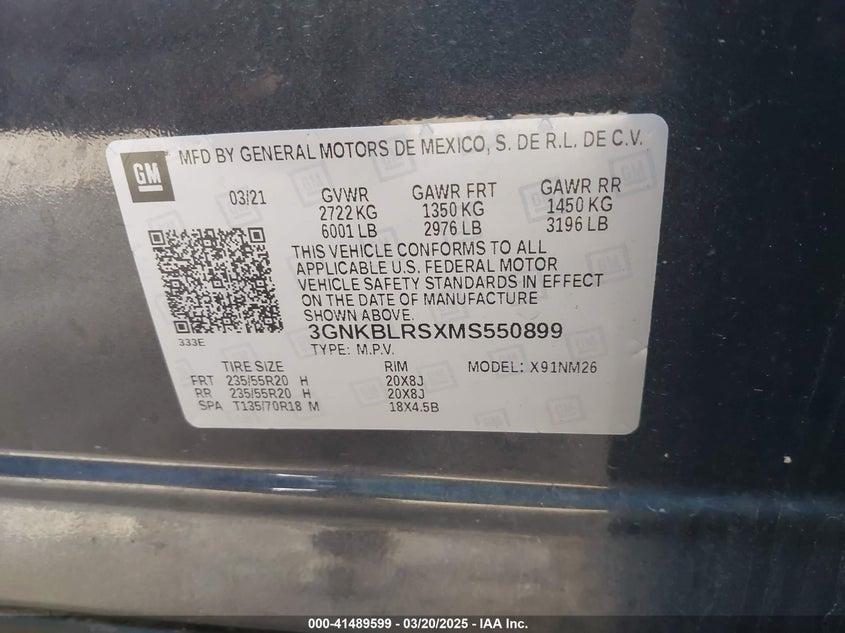 GM
MFD BY GENERAL MOTORS DE MEXICO, S. DE R.L. DE C.V.
03/21 GVWR GAWR FRT GAWR RR
2722 KG 1350 KG 1450 KG
6001 LB 2976 LB 3196 LB
THIS VEHICLE CONFORMS TO ALL
APPLICABLE U.S. FEDERAL MOTOR
VEHICLE SAFETY STANDARDS IN EFFECT
ON THE DATE OF MANUFACTURE
SHOWN ABOVE.
333E
3GNKBLRSXMS550899
TYPE: M.P.V.
TIRE SIZE RIM MODEL: X91NM26
FRT 235/55R20 H 20X8J
RR 235/55R20 H 20X8J
SPA T135/70R18 M 18X4.5B
000-41489599 — 03/20/2025 — IAA Inc.